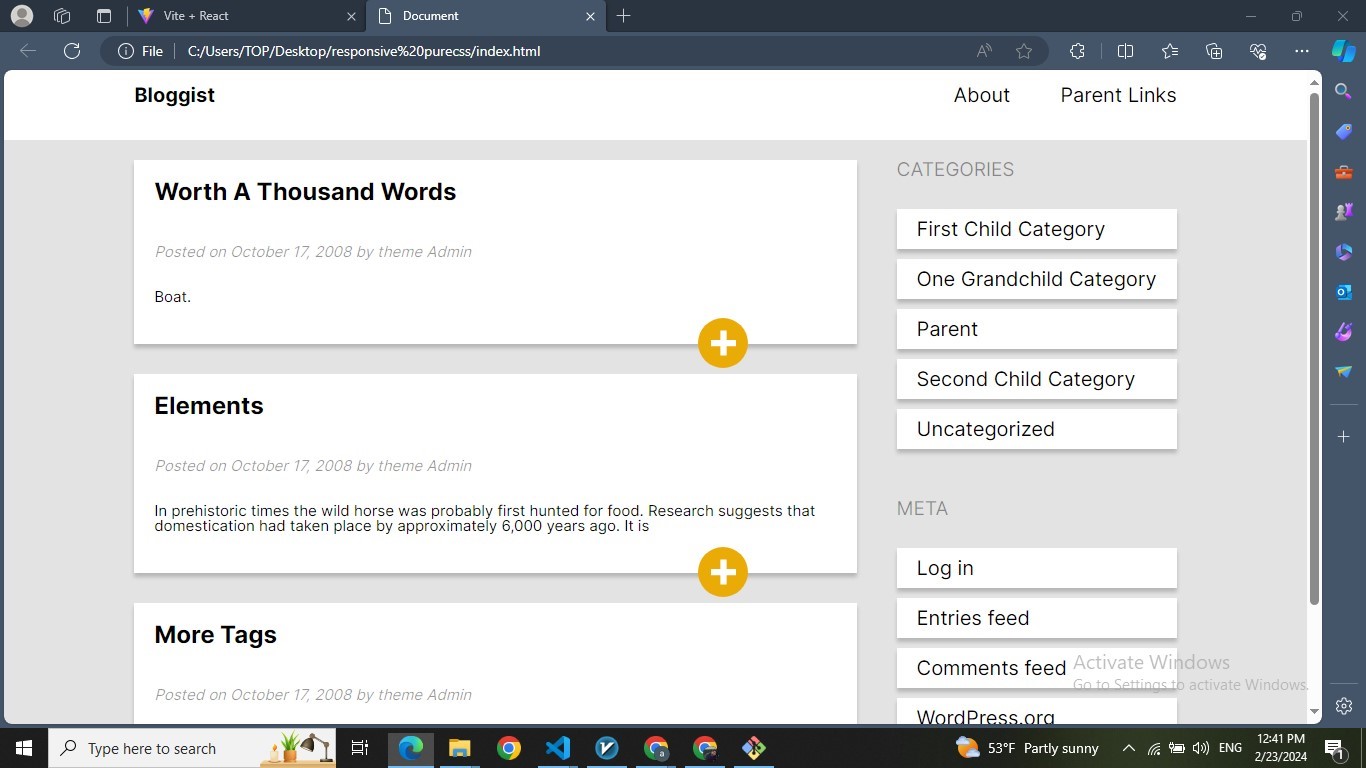 Vite + React
Document
File
C:/Users/TOP/Desktop/responsive%20purecss/index.html
Bloggist
About
Parent Links
Worth A Thousand Words
Posted on October 17, 2008 by theme Admin
Boat.
Elements
Posted on October 17, 2008 by theme Admin
In prehistoric times the wild horse was probably first hunted for food. Research suggests that
domestication had taken place by approximately 6,000 years ago. It is
More Tags
Posted on October 17, 2008 by theme Admin
CATEGORIES
First Child Category
One Grandchild Category
Parent
Second Child Category
Uncategorized
META
Log in
Entries feed
Comments feed
WordPress.org
Activate Windows
Go to Settings to activate Windows.
Type here to search
53°F Partly sunny
ENG
12:41 PM
2/23/2024
1